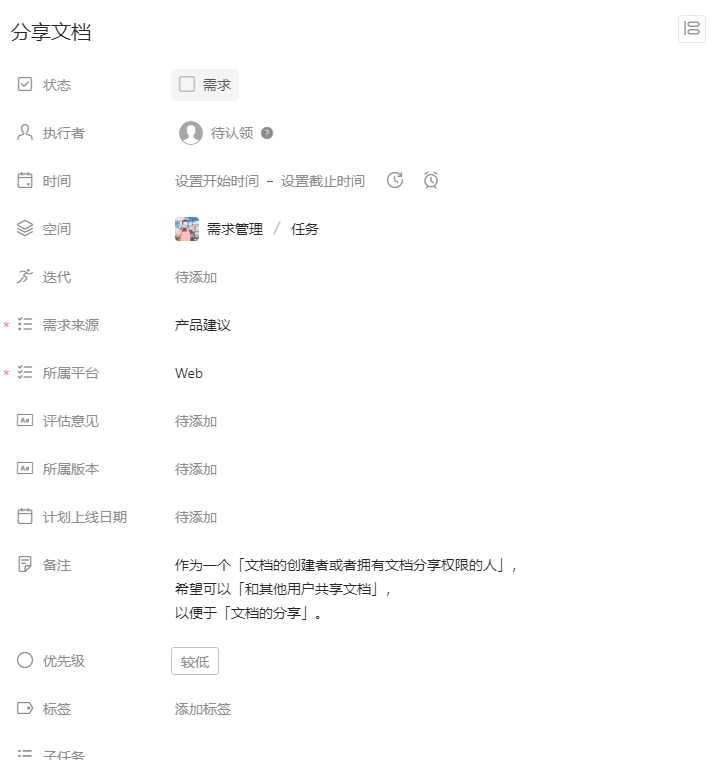 分享文档
状态 需求
执行者 待认领 ?
时间 设置开始时间 – 设置截止时间
空间 需求管理 / 任务
迭代 待添加
* 需求来源 产品建议
* 所属平台 Web
评估意见 待添加
所属版本 待添加
计划上线日期 待添加
备注 作为一个「文档的创建者或者拥有文档分享权限的人」,
希望可以「和其他用户共享文档」,
以便于「文档的分享」。
优先级 较低
标签 添加标签
子任务